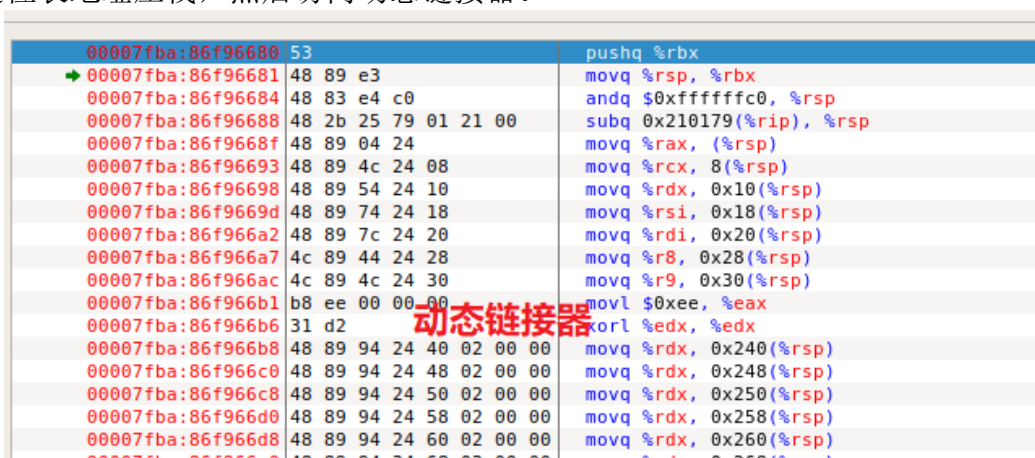 00007fba:86f96680 53 pushq %rbx
00007fba:86f96681 48 89 e3 movq %rsp, %rbx
00007fba:86f96684 48 83 e4 c0 andq $0xffffffc0, %rsp
00007fba:86f96688 48 2b 25 79 01 21 00 subq 0x210179(%rip), %rsp
00007fba:86f9668f 48 89 04 24 movq %rax, (%rsp)
00007fba:86f96693 48 89 4c 24 08 movq %rcx, 8(%rsp)
00007fba:86f96698 48 89 54 24 10 movq %rdx, 0x10(%rsp)
00007fba:86f9669d 48 89 74 24 18 movq %rsi, 0x18(%rsp)
00007fba:86f966a2 48 89 7c 24 20 movq %rdi, 0x20(%rsp)
00007fba:86f966a7 4c 89 44 24 28 movq %r8, 0x28(%rsp)
00007fba:86f966ac 4c 89 4c 24 30 movq %r9, 0x30(%rsp)
00007fba:86f966b1 b8 ee 00 00 00 movl $0xee, %eax
动态链接器
00007fba:86f966b6 31 d2 xorl %edx, %edx
00007fba:86f966b8 48 89 94 24 40 02 00 00 movq %rdx, 0x240(%rsp)
00007fba:86f966c0 48 89 94 24 48 02 00 00 movq %rdx, 0x248(%rsp)
00007fba:86f966c8 48 89 94 24 50 02 00 00 movq %rdx, 0x250(%rsp)
00007fba:86f966d0 48 89 94 24 58 02 00 00 movq %rdx, 0x258(%rsp)
00007fba:86f966d8 48 89 94 24 60 02 00 00 movq %rdx, 0x260(%rsp)